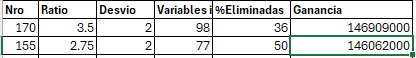 Nro Ratio Desvio Variables i %Eliminadas Ganancia
170 3.5 2 98 36 146909000
155 2.75 2 77 50 146062000